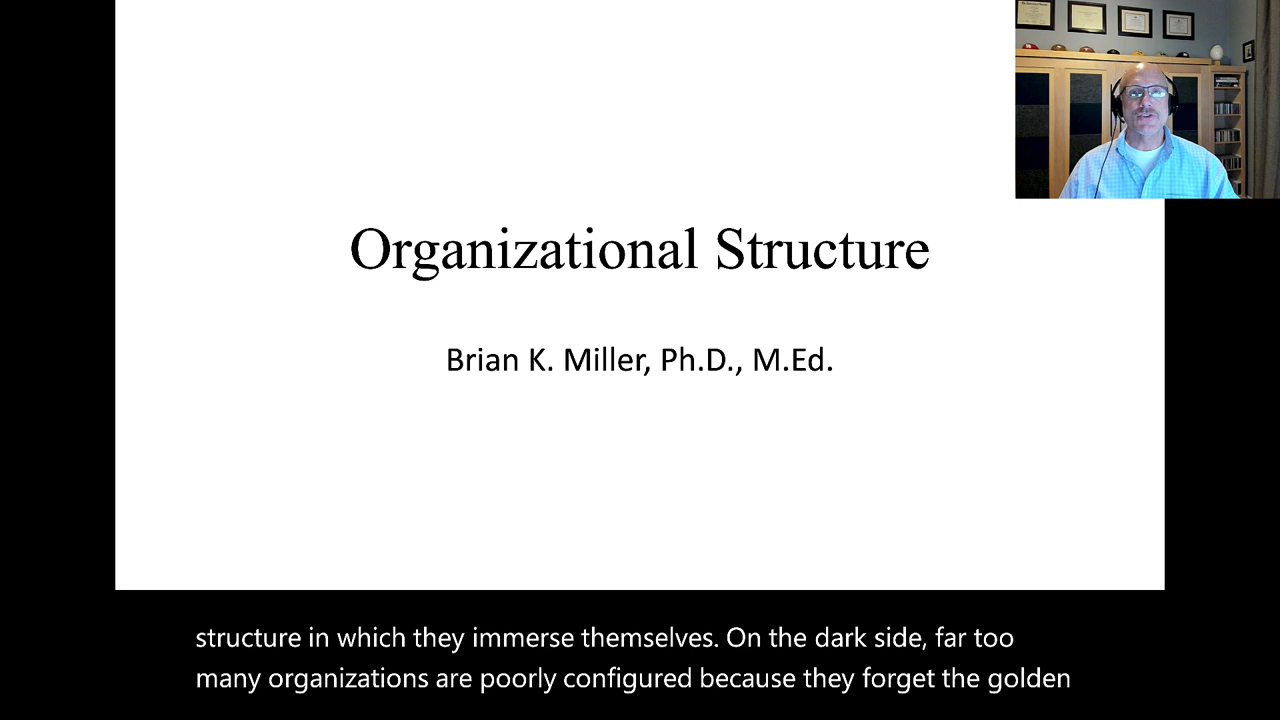 Organizational Structure
Brian K. Miller, Ph.D., M.Ed.
structure in which they immerse themselves. On the dark side, far too
many organizations are poorly configured because they forget the golden